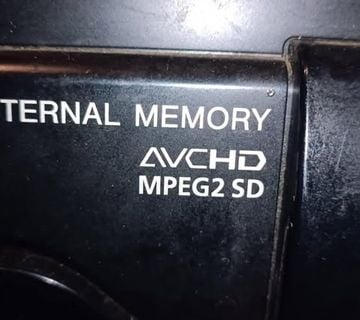 TERNAL MEMORY
AVCHD
MPEG2 SD